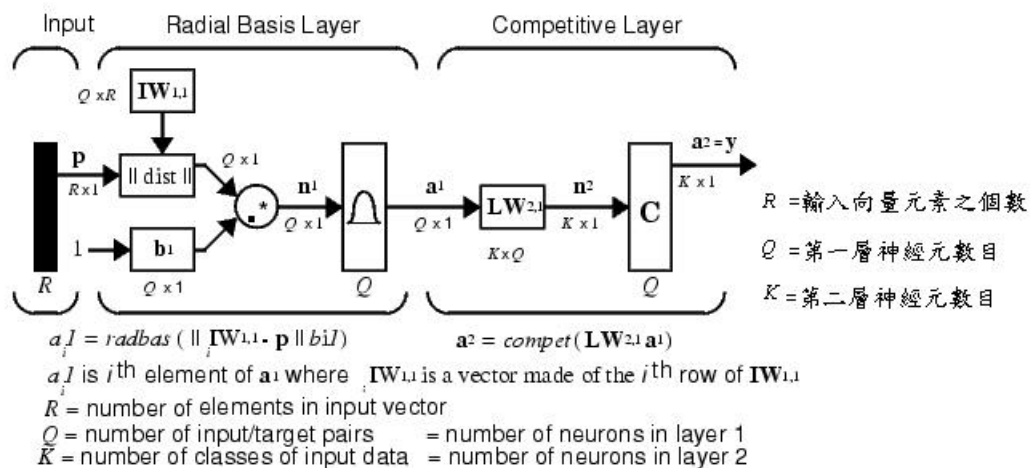 Input Radial Basis Layer Competitive Layer
Q x R IW1,1
p R x 1 || dist || Q x 1
.* n1 Q x 1 a1 Q x 1 LW2,1 n2 K x 1 C a2 = y K x 1
1 b1 Q x 1 K x Q
R Q Q
R =輸入向量元素之個數
Q =第一層神經元數目
K =第二層神經元數目
ai1 = radbas ( || iIW1,1 - p || bi1) a2 = compet( LW2,1 a1)
ai1 is i th element of a1 where iIW1,1 is a vector made of the i th row of IW1,1
R = number of elements in input vector
Q = number of input/target pairs = number of neurons in layer 1
K = number of classes of input data = number of neurons in layer 2